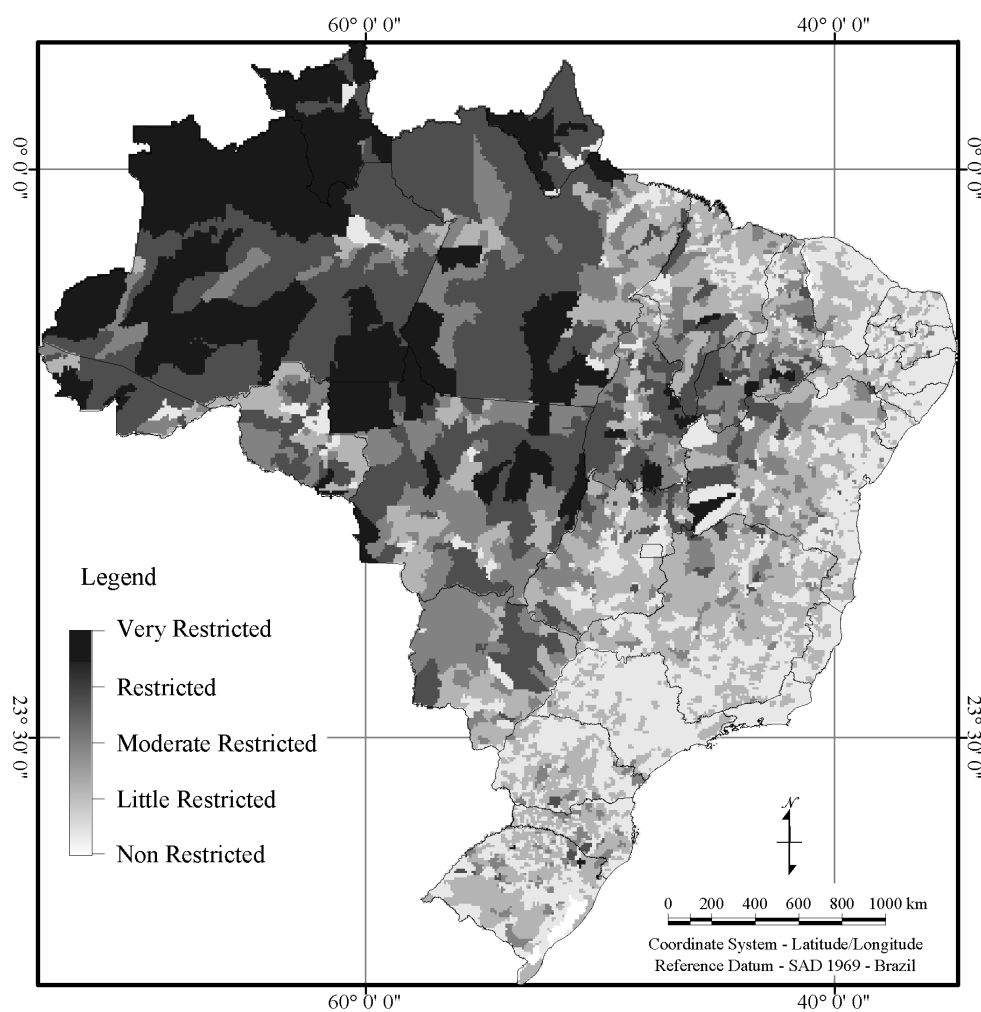 60° 0' 0"
40° 0' 0"
0° 0' 0"
0° 0' 0"
Legend
Very Restricted
Restricted
Moderate Restricted
Little Restricted
Non Restricted
23° 30' 0"
23° 30' 0"
N
0 200 400 600 800 1000 km
Coordinate System - Latitude/Longitude
Reference Datum - SAD 1969 - Brazil
60° 0' 0"
40° 0' 0"